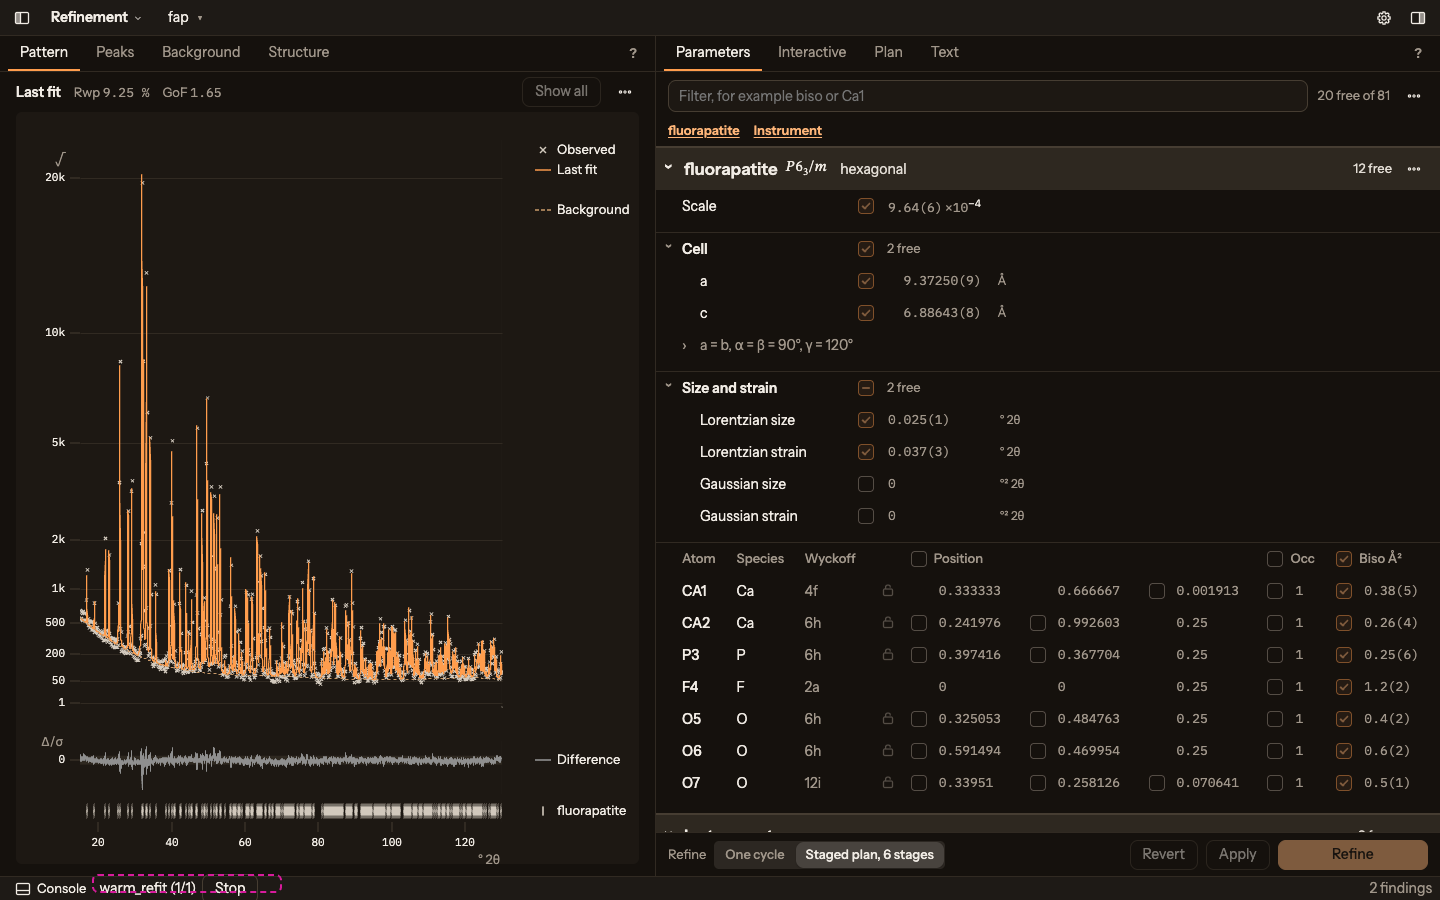 Refinement fap
Pattern Peaks Background Structure ?
Last fit Rwp 9.25 % GoF 1.65 Show all
√
20k
10k
5k
2k
1k
500
200
50
1
Δ/σ
0
Observed
Last fit
Background
Difference
fluorapatite
20 40 60 80 100 120
° 2θ
Parameters Interactive Plan Text ?
Filter, for example biso or Ca1 20 free of 81
fluorapatite Instrument
fluorapatite P6₃/m hexagonal 12 free
Scale 9.64(6) ×10⁻⁴
Cell 2 free
a 9.37250(9) Å
c 6.88643(8) Å
a = b, α = β = 90°, γ = 120°
Size and strain 2 free
Lorentzian size 0.025(1) ° 2θ
Lorentzian strain 0.037(3) ° 2θ
Gaussian size 0 °² 2θ
Gaussian strain 0 °² 2θ
Atom Species Wyckoff Position Occ Biso Å²
CA1 Ca 4f 0.333333 0.666667 0.001913 1 0.38(5)
CA2 Ca 6h 0.241976 0.992603 0.25 1 0.26(4)
P3 P 6h 0.397416 0.367704 0.25 1 0.25(6)
F4 F 2a 0 0 0.25 1 1.2(2)
O5 O 6h 0.325053 0.484763 0.25 1 0.4(2)
O6 O 6h 0.591494 0.469954 0.25 1 0.6(2)
O7 O 12i 0.33951 0.258126 0.070641 1 0.5(1)
Refine One cycle Staged plan, 6 stages Revert Apply Refine
Console warm_refit (1/1) Stop 2 findings